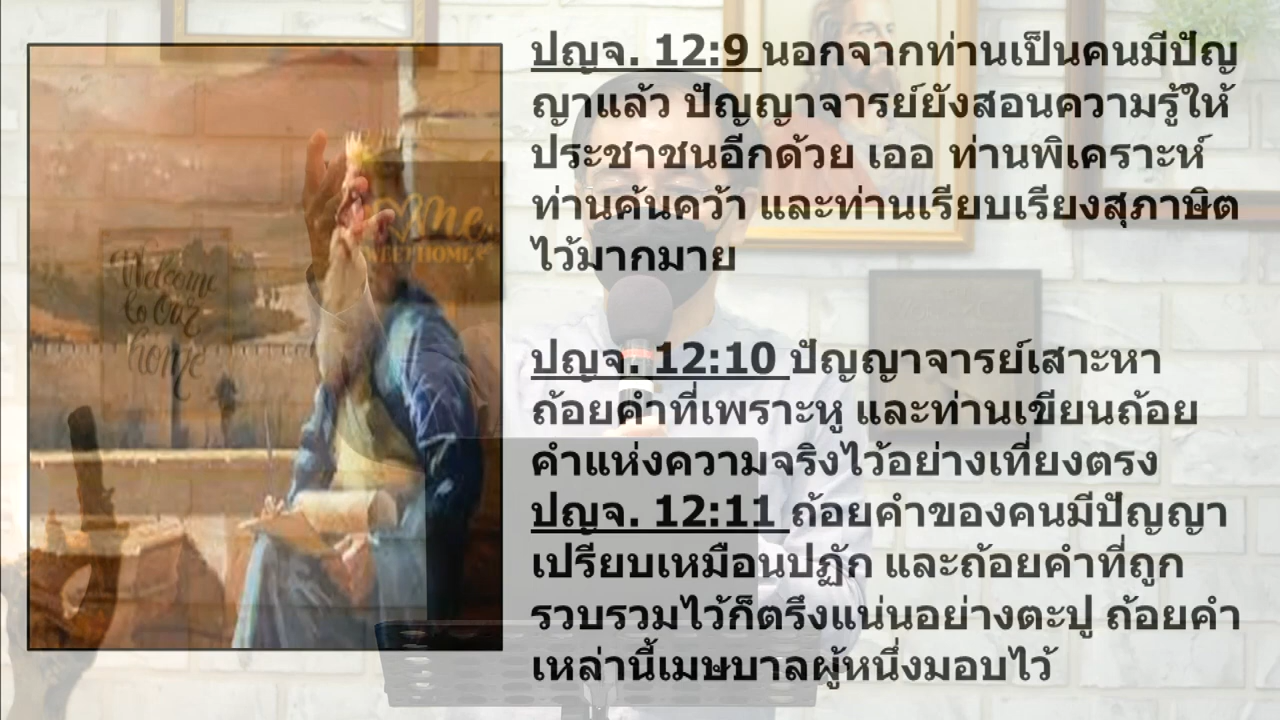 ปญจ. 12:9 นอกจากท่านเป็นคนมีปัญ
ญาแล้ว ปัญญาจารย์ยังสอนความรู้ให้
ประชาชนอีกด้วย เออ ท่านพิเคราะห์
ท่านค้นคว้า และท่านเรียบเรียงสุภาษิต
ไว้มากมาย
ปญจ. 12:10 ปัญญาจารย์เสาะหา
ถ้อยคำที่เพราะหู และท่านเขียนถ้อย
คำแห่งความจริงไว้อย่างเที่ยงตรง
ปญจ. 12:11 ถ้อยคำของคนมีปัญญา
เปรียบเหมือนปฏัก และถ้อยคำที่ถูก
รวบรวมไว้ก็ตรึงแน่นอย่างตะปู ถ้อยคำ
เหล่านี้เมษบาลผู้หนึ่งมอบไว้
Welcome
to our
home